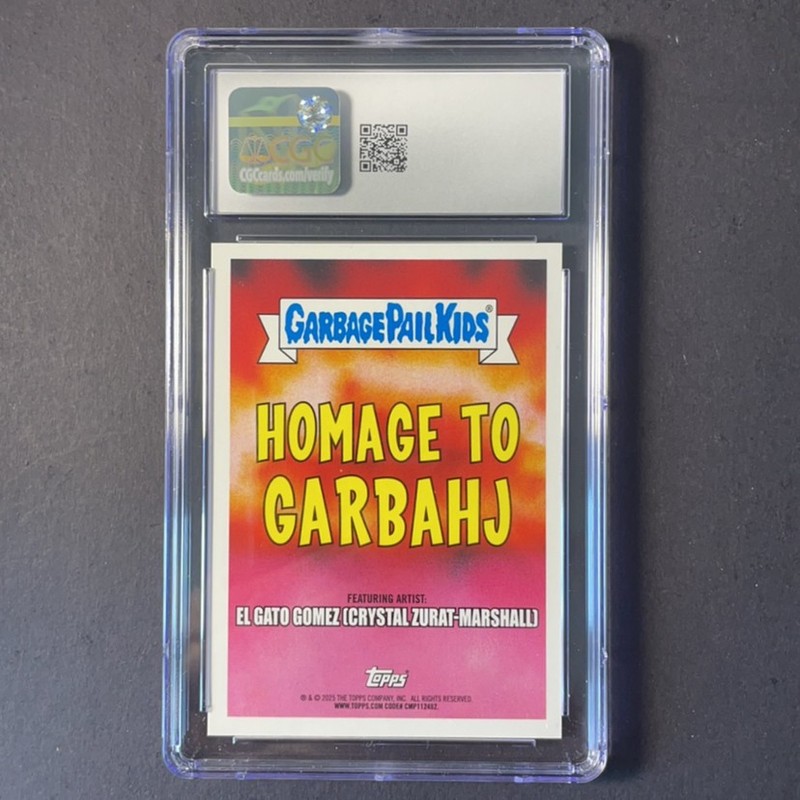 CGC
CGCcards.com/verify
GARBAGE PAIL KIDS®
HOMAGE TO
GARBAHJ
FEATURING ARTIST:
EL GATO GOMEZ (CRYSTAL ZURAT-MARSHALL)
topps®
® & © 2025 THE TOPPS COMPANY, INC. ALL RIGHTS RESERVED.
WWW.TOPPS.COM CODE# CMP112402.